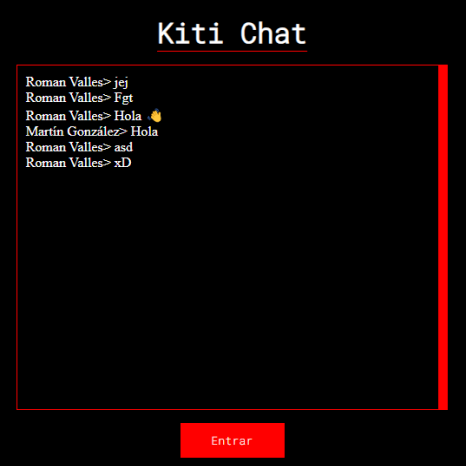 Kiti Chat
Roman Valles> jej
Roman Valles> Fgt
Roman Valles> Hola 👋
Martín González> Hola
Roman Valles> asd
Roman Valles> xD
Entrar